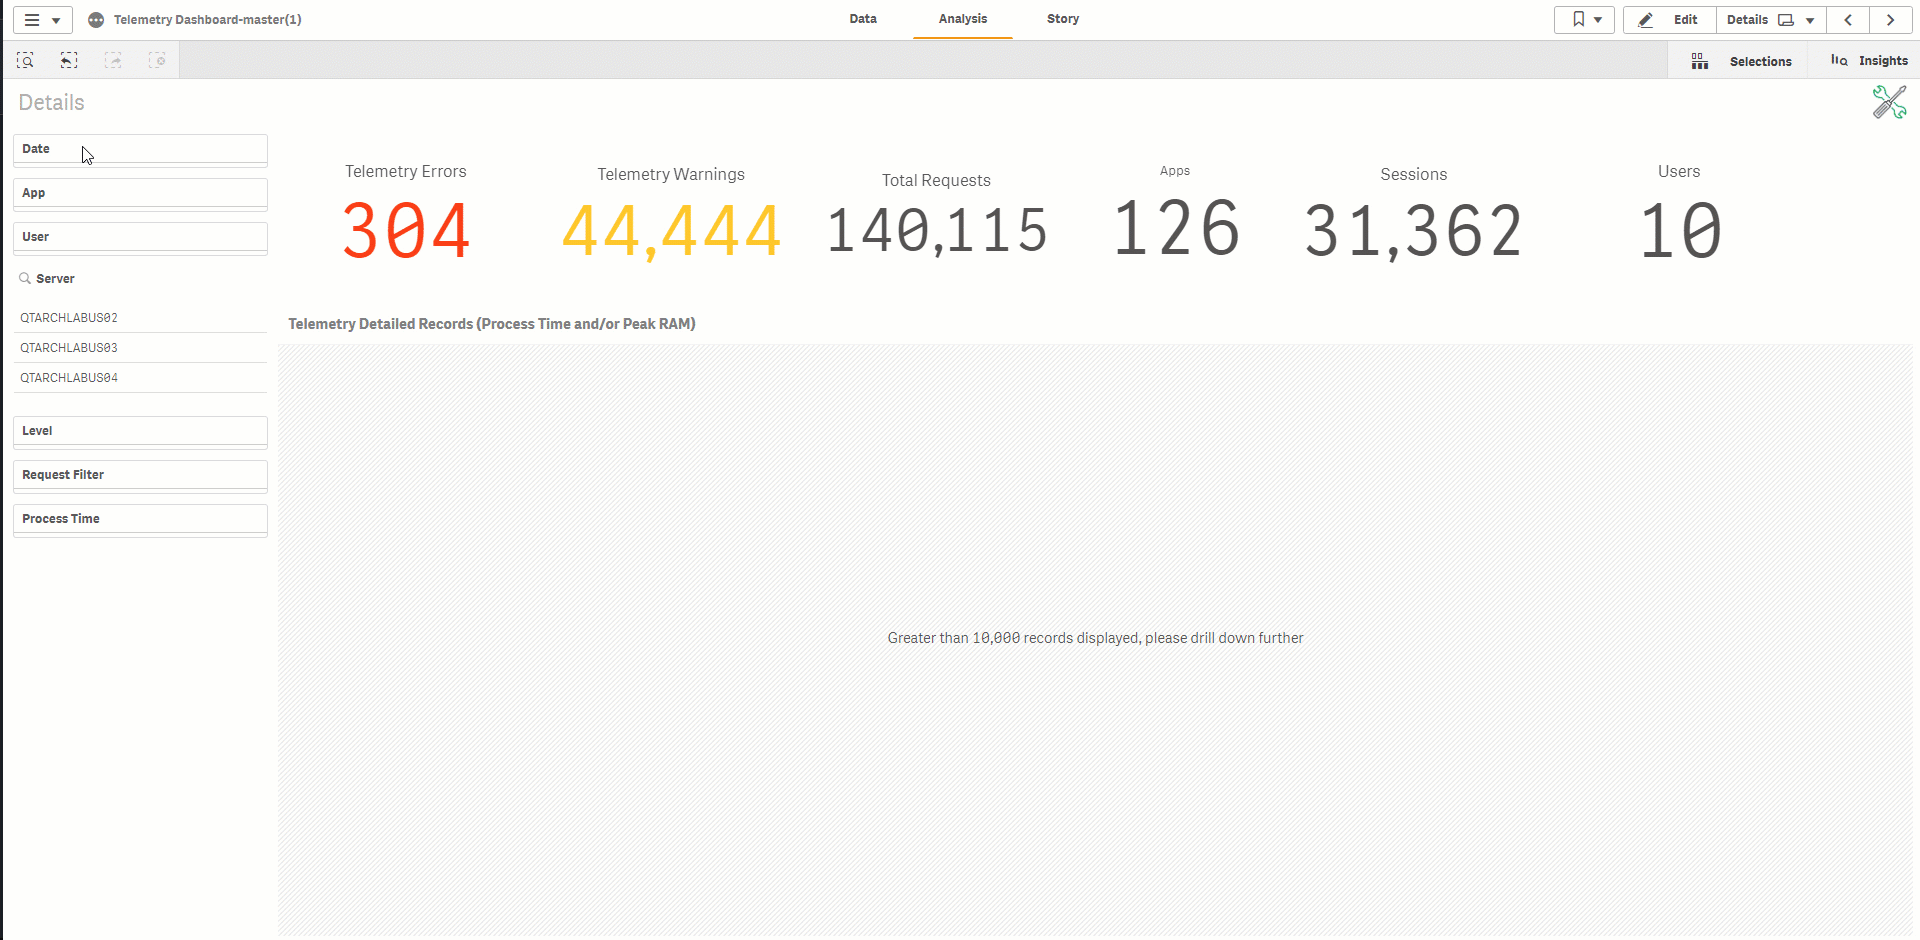 Telemetry Dashboard-master(1)
Data
Analysis
Story
Edit
Details
Selections
Insights
Details
Date
App
User
Server
QTARCHLABUS02
QTARCHLABUS03
QTARCHLABUS04
Level
Request Filter
Process Time
Telemetry Errors
304
Telemetry Warnings
44,444
Total Requests
140,115
Apps
126
Sessions
31,362
Users
10
Telemetry Detailed Records (Process Time and/or Peak RAM)
Greater than 10,000 records displayed, please drill down further